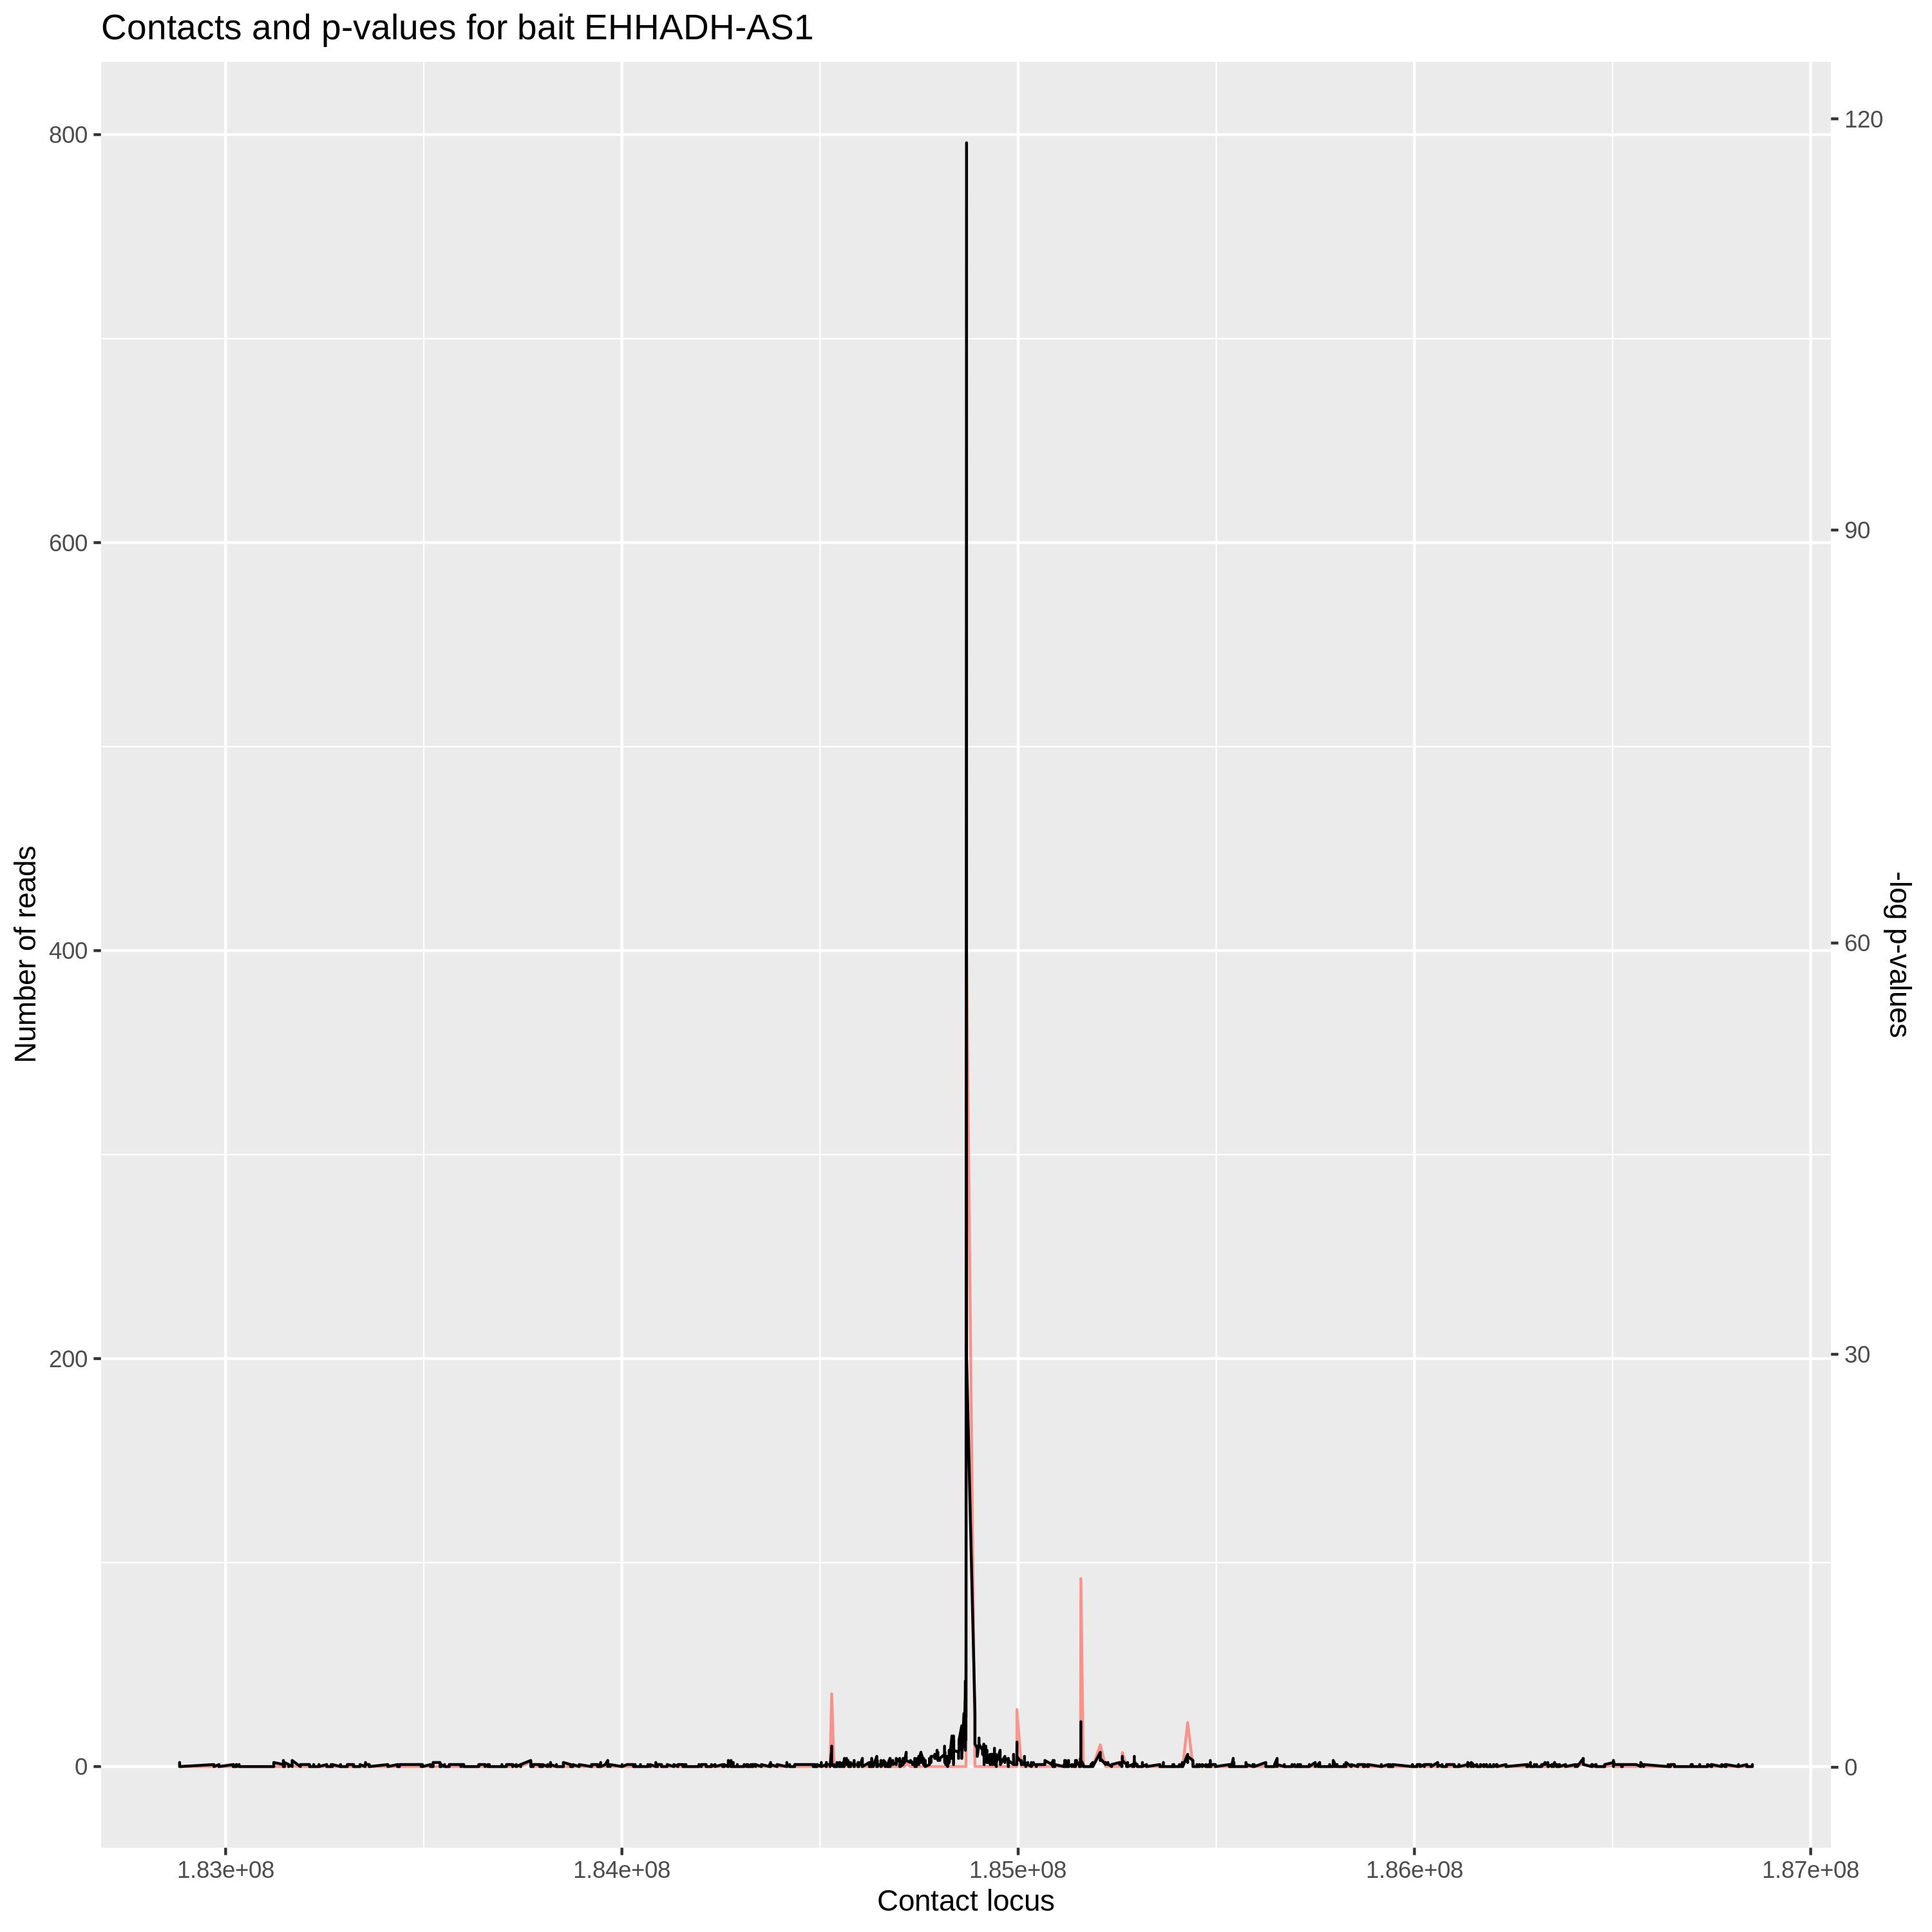 Contacts and p-values for bait EHHADH-AS1
800
600
400
200
0
120
90
60
30
0
Number of reads
-log p-values
1.83e+08 1.84e+08 1.85e+08 1.86e+08 1.87e+08
Contact locus